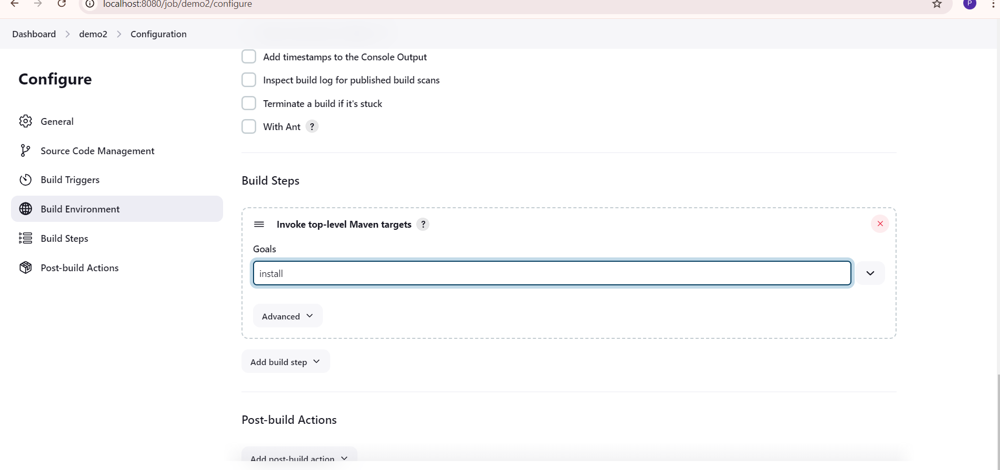 localhost:8080/job/demo2/configure
P
Dashboard > demo2 > Configuration
Configure
General
Source Code Management
Build Triggers
Build Environment
Build Steps
Post-build Actions
Add timestamps to the Console Output
Inspect build log for published build scans
Terminate a build if it's stuck
With Ant ?
Build Steps
Invoke top-level Maven targets ?
Goals
install
Advanced
Add build step
Post-build Actions
Add post-build action